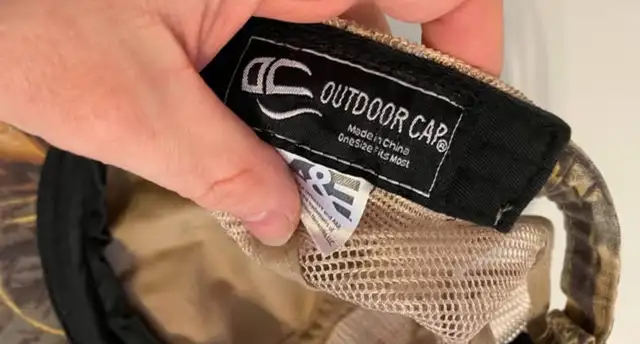 OC OUTDOOR CAP®
Made in China
One Size Fits Most
&E